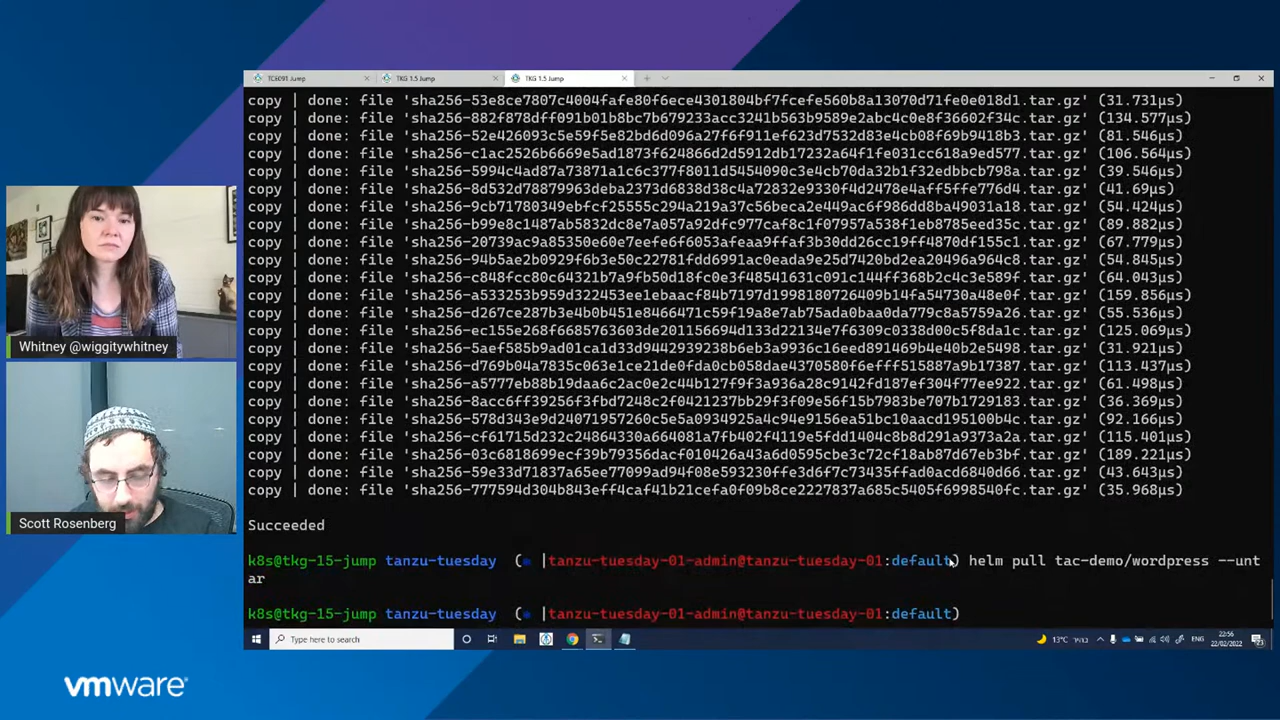 TCE091 Jump
TKG 1.5 Jump
TKG 1.5 Jump
copy | done: file 'sha256-53e8ce7807c4004fafe80f6ece4301804bf7fcefe560b8a13070d71fe0e018d1.tar.gz' (31.731µs)
copy | done: file 'sha256-882f878dff091b01b8bc7b679233c3241b563b9589e2abc4c0e8f36602f34c.tar.gz' (134.577µs)
copy | done: file 'sha256-52e426093c5e59f5e82bd6d096a27f6f911ef623d7532d83e4cb08f69b9418b3.tar.gz' (81.546µs)
copy | done: file 'sha256-c1ac2526b6669e5ad1873f624866d2d5912db17232a64f1fe031cc618a9ed577.tar.gz' (106.564µs)
copy | done: file 'sha256-5994c4ad87a73871a1c6c377f8011d5454090c3e4cb70da32b1f32edbbcb798a.tar.gz' (39.546µs)
copy | done: file 'sha256-8d532d78879963deba2373d6838d38c4a72832e9330f4d2478e4aff5ffe776d4.tar.gz' (41.69µs)
copy | done: file 'sha256-9cb71780349ebfcf25555c294a219a37c56beca2e449ac6f986dd8ba49031a18.tar.gz' (54.424µs)
copy | done: file 'sha256-b99e8c1407ab5832dc8e7a057a92dfc977caf8c5f07957a538f1eb8785eed35c.tar.gz' (89.882µs)
copy | done: file 'sha256-20739ac9d5350e60e7eefe6f6053afeaa9ffaf3530dd26cc19ff4870df155c1.tar.gz' (67.779µs)
copy | done: file 'sha256-94b5ae2b0929f6b3c22781fdd6991ac0eada9e25d7420bd2ea20496a964c8.tar.gz' (54.845µs)
copy | done: file 'sha256-c848fcc80c64321b7a9fb50d18fc0e3f48541631c091c144ff368b2c4c3e589f.tar.gz' (64.043µs)
copy | done: file 'sha256-a533253b959d322453ee1ebaacf84b7197d1998180726409b14fa54730a48e0f.tar.gz' (159.856µs)
copy | done: file 'sha256-d267ce287b3e4b0b451e8466471c59f19a8e7ab75ada0baa0da779c8a5759a26.tar.gz' (55.536µs)
copy | done: file 'sha256-ec155e268f6685763603de201156694d133d22134e7f6309c0338d00c5f8da1c.tar.gz' (125.069µs)
copy | done: file 'sha256-5aef585b9ad01ca1d33d9442939238b6eb3a9936c16eed891469b4e40b2e5498.tar.gz' (31.921µs)
copy | done: file 'sha256-d769b04a7835c063e1ce21de0fda0cb058dae4370580f6efff515887a9b17387.tar.gz' (113.437µs)
copy | done: file 'sha256-a5777eb88b19daa6c2ac0e2c44b127f9f3a936a28c9142fd187ef304f77ee922.tar.gz' (61.498µs)
copy | done: file 'sha256-8acc6ff39256f3fbd7248c2f0421237bb29f3f09e56f15b7983be707b1729183.tar.gz' (36.369µs)
copy | done: file 'sha256-578d343e9d24071957260c5e5a0934925a4c94e9156ea51bc10aacd195100b4c.tar.gz' (92.166µs)
copy | done: file 'sha256-cf61715d232c24864330a664081a7fb402f4119e5fdd1404c8b8d291a9373a2a.tar.gz' (115.401µs)
copy | done: file 'sha256-03c6818699ecf39b79356dacf010426a43a6d0595cbe3c72cf18ab87d67eb3bf.tar.gz' (189.221µs)
copy | done: file 'sha256-59e33d71837a65ee77099ad94f08e593230ffe3d6f7c73435ffad0acd6840d66.tar.gz' (43.643µs)
copy | done: file 'sha256-777594d304b843eff4caf41b21cefa0f09b8ce2227837a685c5405f6998540fc.tar.gz' (35.968µs)
Succeeded
k8s@tkg-15-jump tanzu-tuesday (⎈ |tanzu-tuesday-01-admin@tanzu-tuesday-01:default) helm pull tac-demo/wordpress --unt
ar
k8s@tkg-15-jump tanzu-tuesday (⎈ |tanzu-tuesday-01-admin@tanzu-tuesday-01:default)
Whitney @wiggitywhitney
Scott Rosenberg
Type here to search
13°C
ENG
22:56
22/02/2022
vmware®